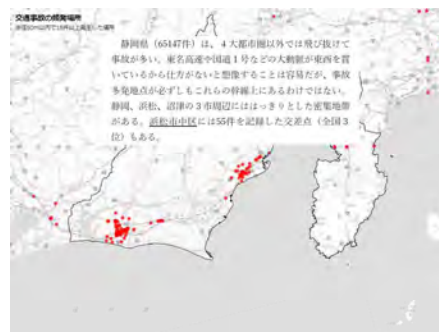 交通事故の頻発場所
静岡県（65147件）は、４大都市圏以外では飛び抜けて
事故が多い。東名高速や国道１号などの大動脈が東西を貫
いているから仕方がないと想像することは容易だが、事故
多発地点が必ずしもこれらの幹線上にあるわけではない。
静岡、浜松、沼津の３市周辺にははっきりとした密集地帯
がある。浜松市中区には55件を記録した交差点（全国３
位）もある。